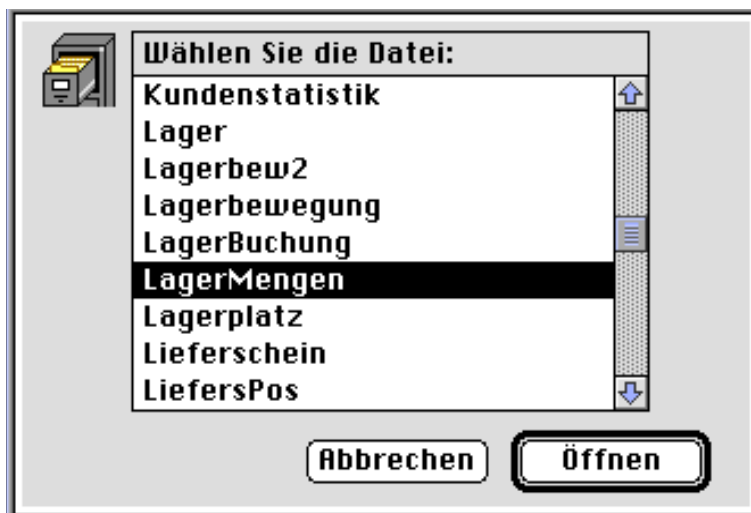 Wählen Sie die Datei:
Kundenstatistik
Lager
Lagerbew2
Lagerbewegung
LagerBuchung
LagerMengen
Lagerplatz
Lieferschein
LiefersPos
Abbrechen Öffnen